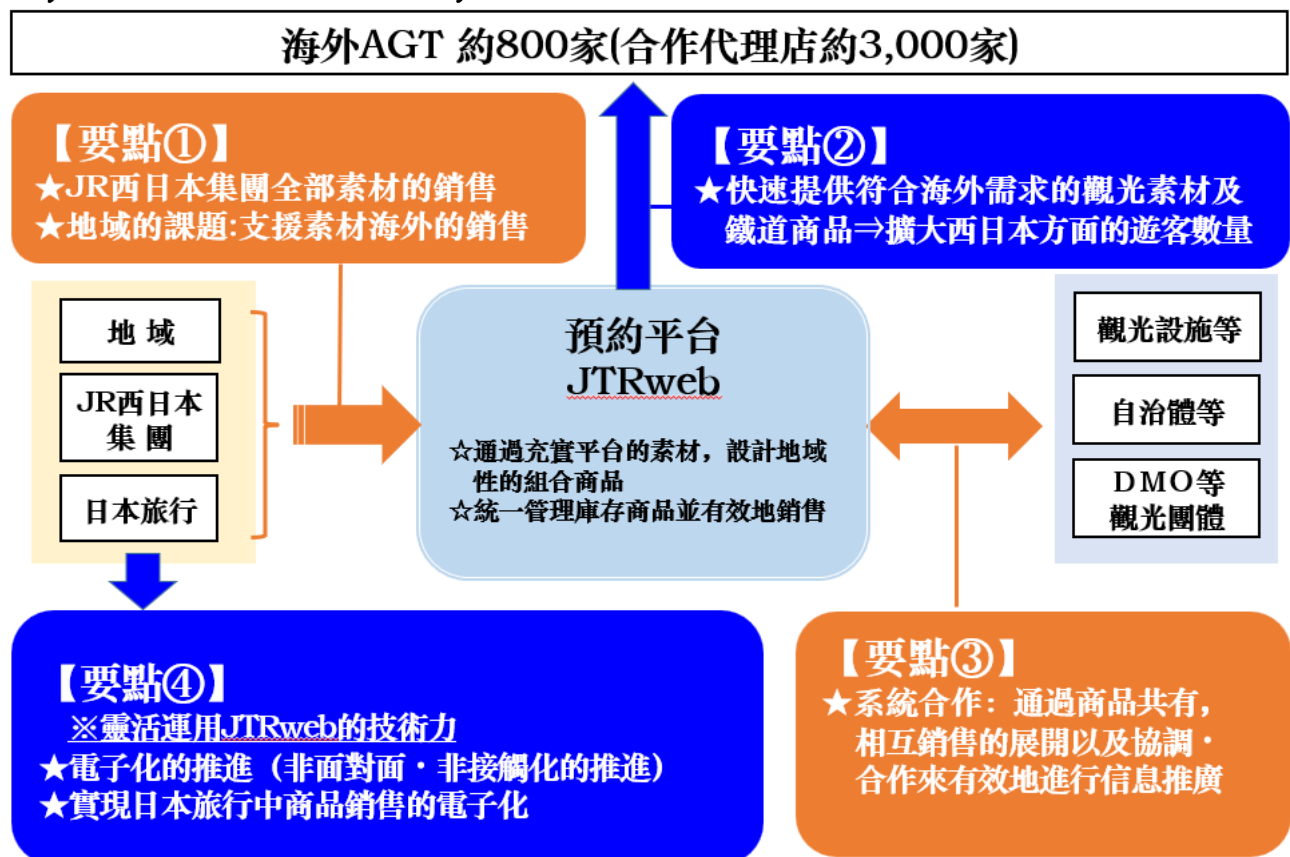 海外AGT 約800家(合作代理店約3,000家)
【要點①】
★JR西日本集團全部素材的銷售
★地域的課題:支援素材海外的銷售
【要點②】
★快速提供符合海外需求的觀光素材及
鐵道商品⇒擴大西日本方面的遊客數量
地 域
JR西日本
集 團
日本旅行
預約平台
JTRweb
☆通過充實平台的素材，設計地域
性的組合商品
☆統一管理庫存商品並有效地銷售
觀光設施等
自治體等
ＤＭＯ等
觀光團體
【要點④】
※靈活運用JTRweb的技術力
★電子化的推進（非面對面・非接觸化的推進）
★實現日本旅行中商品銷售的電子化
【要點③】
★系統合作：通過商品共有，
相互銷售的展開以及協調・
合作來有效地進行信息推廣